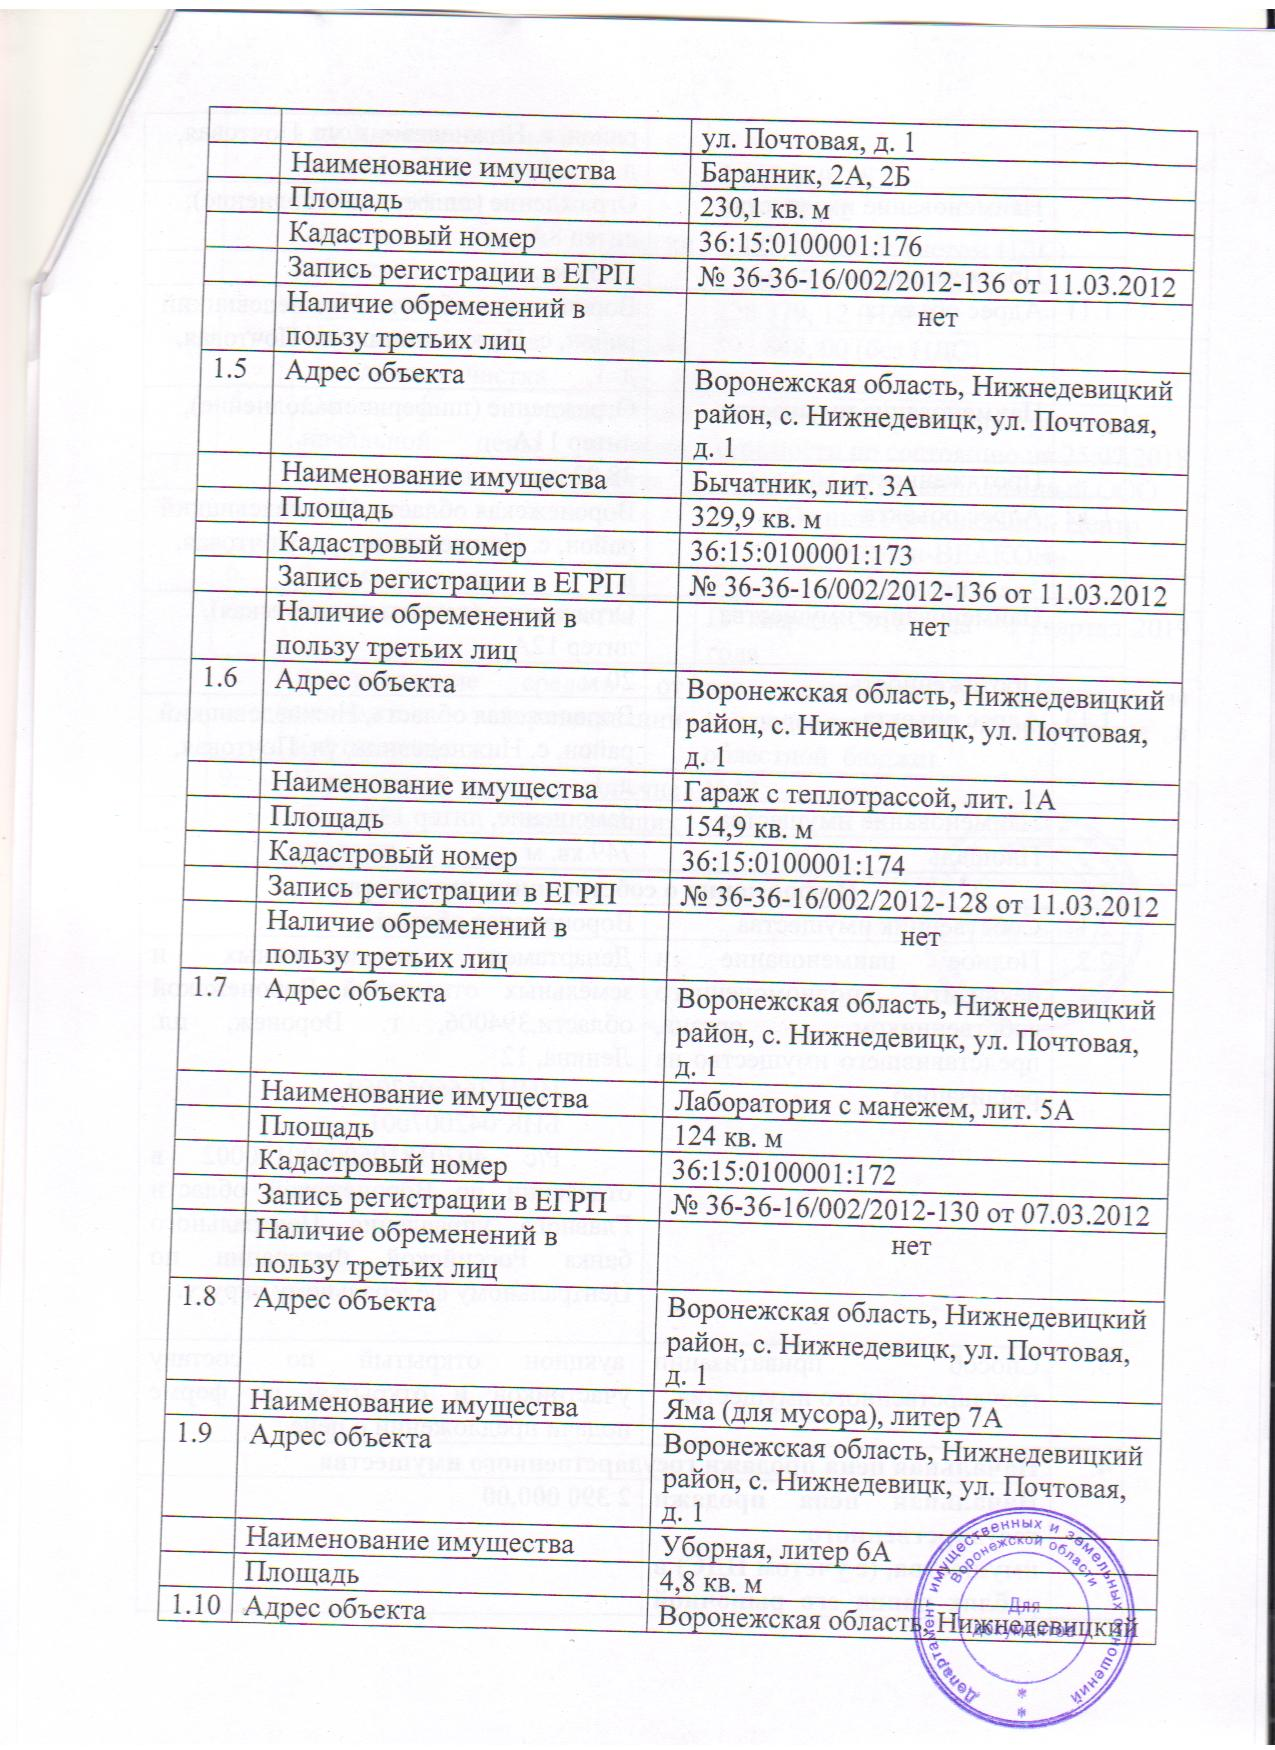 ул. Почтовая, д. 1
Наименование имущества Баранник, 2А, 2Б
Площадь 230,1 кв. м
Кадастровый номер 36:15:0100001:176
Запись регистрации в ЕГРП № 36-36-16/002/2012-136 от 11.03.2012
Наличие обременений в нет
пользу третьих лиц
1.5 Адрес объекта Воронежская область, Нижнедевицкий
район, с. Нижнедевицк, ул. Почтовая,
д. 1
Наименование имущества Бычатник, лит. 3А
Площадь 329,9 кв. м
Кадастровый номер 36:15:0100001:173
Запись регистрации в ЕГРП № 36-36-16/002/2012-136 от 11.03.2012
Наличие обременений в нет
пользу третьих лиц
1.6 Адрес объекта Воронежская область, Нижнедевицкий
район, с. Нижнедевицк, ул. Почтовая,
д. 1
Наименование имущества Гараж с теплотрассой, лит. 1А
Площадь 154,9 кв. м
Кадастровый номер 36:15:0100001:174
Запись регистрации в ЕГРП № 36-36-16/002/2012-128 от 11.03.2012
Наличие обременений в нет
пользу третьих лиц
1.7 Адрес объекта Воронежская область, Нижнедевицкий
район, с. Нижнедевицк, ул. Почтовая,
д. 1
Наименование имущества Лаборатория с манежем, лит. 5А
Площадь 124 кв. м
Кадастровый номер 36:15:0100001:172
Запись регистрации в ЕГРП № 36-36-16/002/2012-130 от 07.03.2012
Наличие обременений в нет
пользу третьих лиц
1.8 Адрес объекта Воронежская область, Нижнедевицкий
район, с. Нижнедевицк, ул. Почтовая,
д. 1
Наименование имущества Яма (для мусора), литер 7А
1.9 Адрес объекта Воронежская область, Нижнедевицкий
район, с. Нижнедевицк, ул. Почтовая,
д. 1
Наименование имущества Уборная, литер 6А
Площадь 4,8 кв. м
1.10 Адрес объекта Воронежская область, Нижнедевицкий
Департамент имущественных и земельных отношений
Воронежской области
Для
документов